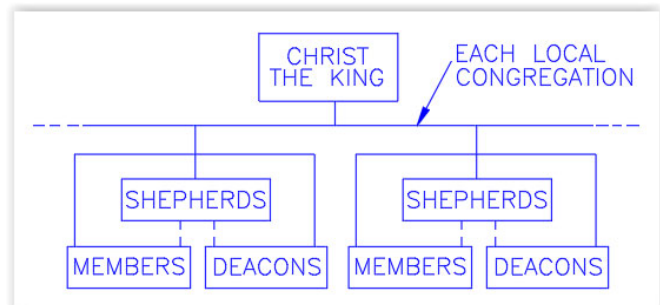 CHRIST
THE KING
EACH LOCAL
CONGREGATION
SHEPHERDS
SHEPHERDS
MEMBERS
DEACONS
MEMBERS
DEACONS